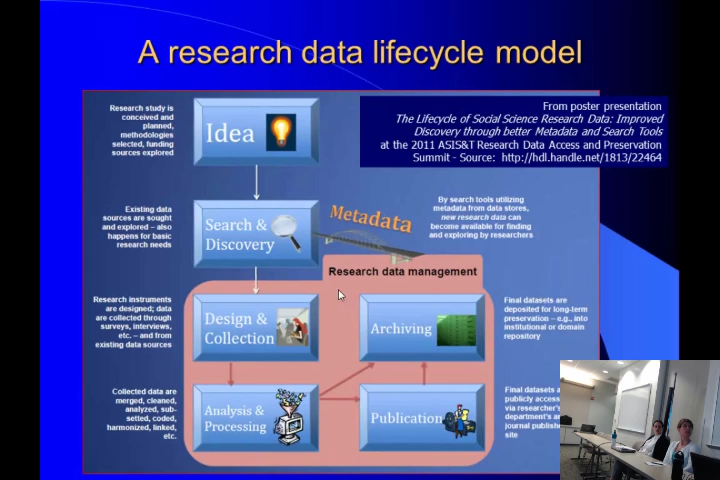 A research data lifecycle model
From poster presentation
The Lifecycle of Social Science Research Data: Improved
Discovery through better Metadata and Search Tools
at the 2011 ASIS&T Research Data Access and Preservation
Summit - Source: http://hdl.handle.net/1813/22464
Research study is
conceived and
planned,
methodologies
selected, funding
sources explored
Idea
Existing data
sources are sought
and explored – also
happens for basic
research needs
Search &
Discovery
Metadata
By search tools utilizing
metadata from data stores,
new research data can
become available for finding
and exploring by researchers
Research data management
Research instruments
are designed; data
are collected through
surveys, interviews,
etc. – and from
existing data sources
Design &
Collection
Archiving
Final datasets are
deposited for long-term
preservation – e.g., into
institutional or domain
repository
Collected data are
merged, cleaned,
analyzed, sub-
setted, coded,
harmonized, linked,
etc.
Analysis &
Processing
Publication
Final datasets a
publicly access
via researcher's
department's a
journal publish
site